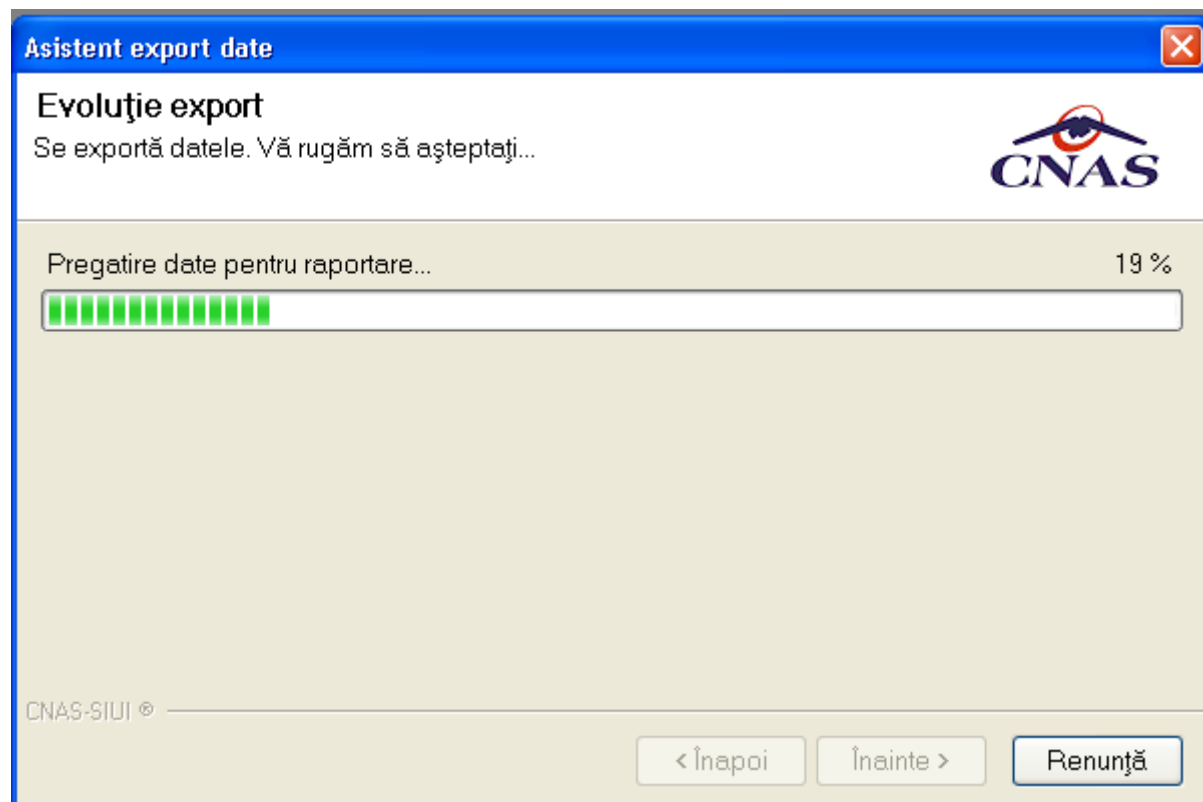 Asistent export date
Evoluţie export
Se exportă datele. Vă rugăm să aşteptaţi...
CNAS
Pregatire date pentru raportare... 19 %
CNAS-SIUI ®
< Înapoi Înainte > Renunţă